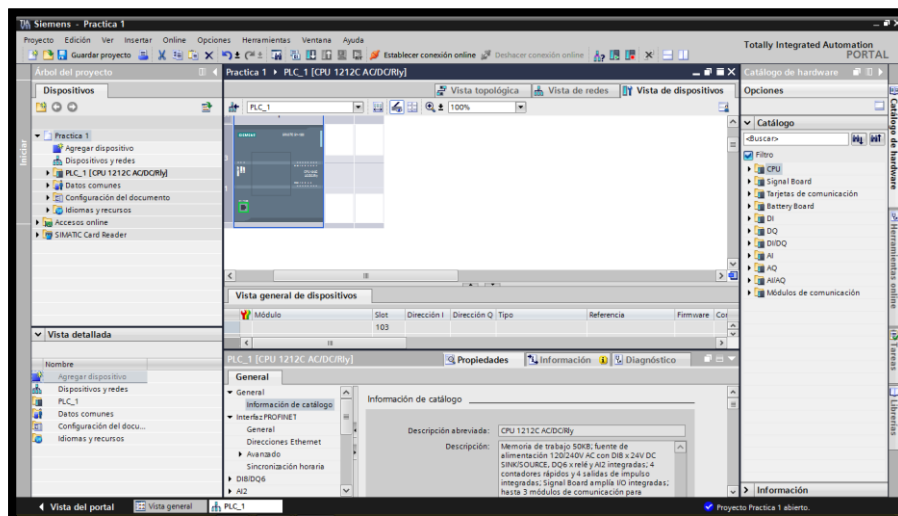 Siemens - Practica 1
Proyecto Edición Ver Insertar Online Opciones Herramientas Ventana Ayuda
Guardar proyecto Establecer conexión online Deshacer conexión online
Totally Integrated Automation
PORTAL
Árbol del proyecto
Dispositivos
Iniciar
Practica 1
Agregar dispositivo
Dispositivos y redes
PLC_1 [CPU 1212C AC/DC/Rly]
Datos comunes
Configuración del documento
Idiomas y recursos
Accesos online
SIMATIC Card Reader
Vista detallada
Nombre
Agregar dispositivo
Dispositivos y redes
PLC_1
Datos comunes
Configuración del docu...
Idiomas y recursos
Practica 1 PLC_1 [CPU 1212C AC/DC/Rly]
Vista topológica Vista de redes Vista de dispositivos
PLC_1 100%
Vista general de dispositivos
Módulo Slot Dirección I Dirección Q Tipo Referencia Firmware Cor
103
PLC_1 [CPU 1212C AC/DC/Rly]
Propiedades Información Diagnóstico
General
General
Información de catálogo
Interfaz PROFINET
General
Direcciones Ethernet
Avanzado
Sincronización horaria
DI8/DQ6
AI2
Información de catálogo
Descripción abreviada: CPU 1212C AC/DC/Rly
Descripción: Memoria de trabajo 50KB; fuente de
alimentación 120/240V AC con DI8 x 24V DC
SINK/SOURCE, DQ6 x relé y AI2 integradas; 4
contadores rápidos y 4 salidas de impulso
integradas; Signal Board amplía I/O integradas;
hasta 3 módulos de comunicación para
Catálogo de hardware
Opciones
Catálogo
<Buscar>
Filtro
CPU
Signal Board
Tarjetas de comunicación
Battery Board
DI
DQ
DI/DQ
AI
AQ
AI/AQ
Módulos de comunicación
Información
Catálogo de hardware
Herramientas online
Tareas
Librerías
Vista del portal Vista general PLC_1 Proyecto Practica 1 abierto.